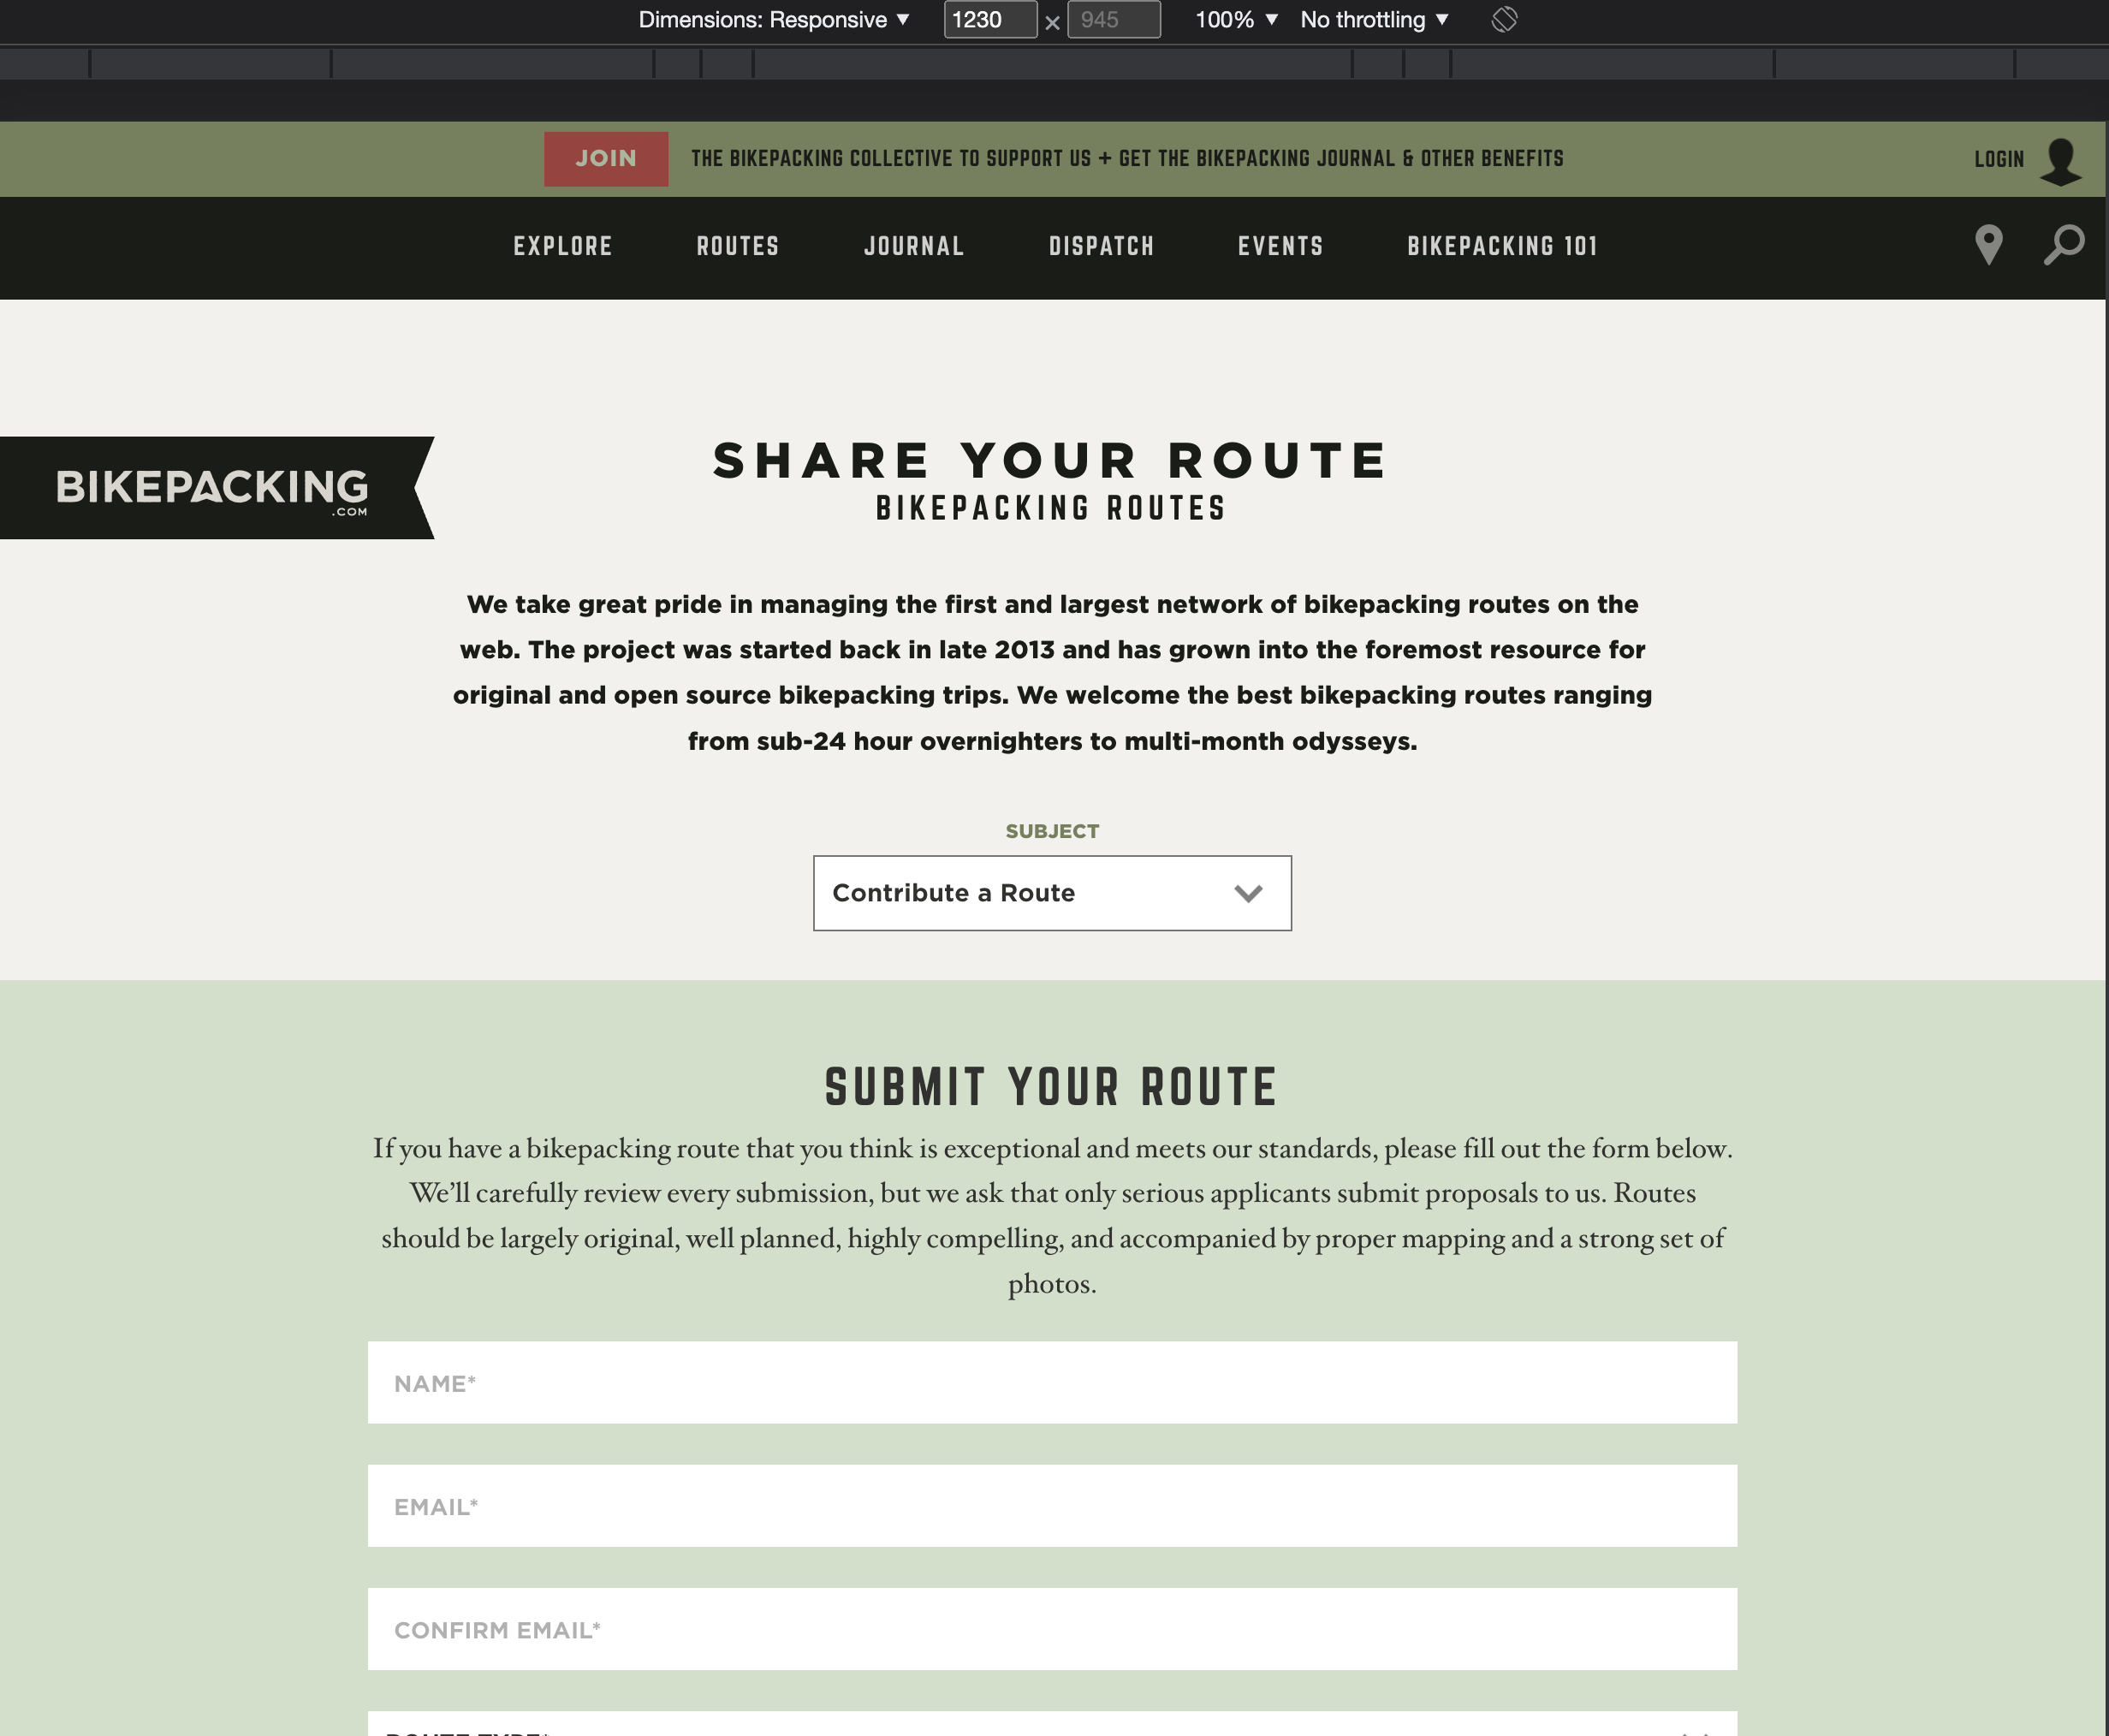 Dimensions: Responsive ▼ 1230 × 945 100% ▼ No throttling ▼
JOIN THE BIKEPACKING COLLECTIVE TO SUPPORT US + GET THE BIKEPACKING JOURNAL & OTHER BENEFITS LOGIN
EXPLORE ROUTES JOURNAL DISPATCH EVENTS BIKEPACKING 101
BIKEPACKING
.COM
SHARE YOUR ROUTE
BIKEPACKING ROUTES
We take great pride in managing the first and largest network of bikepacking routes on the
web. The project was started back in late 2013 and has grown into the foremost resource for
original and open source bikepacking trips. We welcome the best bikepacking routes ranging
from sub-24 hour overnighters to multi-month odysseys.
SUBJECT
Contribute a Route
SUBMIT YOUR ROUTE
If you have a bikepacking route that you think is exceptional and meets our standards, please fill out the form below.
We’ll carefully review every submission, but we ask that only serious applicants submit proposals to us. Routes
should be largely original, well planned, highly compelling, and accompanied by proper mapping and a strong set of
photos.
NAME*
EMAIL*
CONFIRM EMAIL*
ROUTE TYPE*